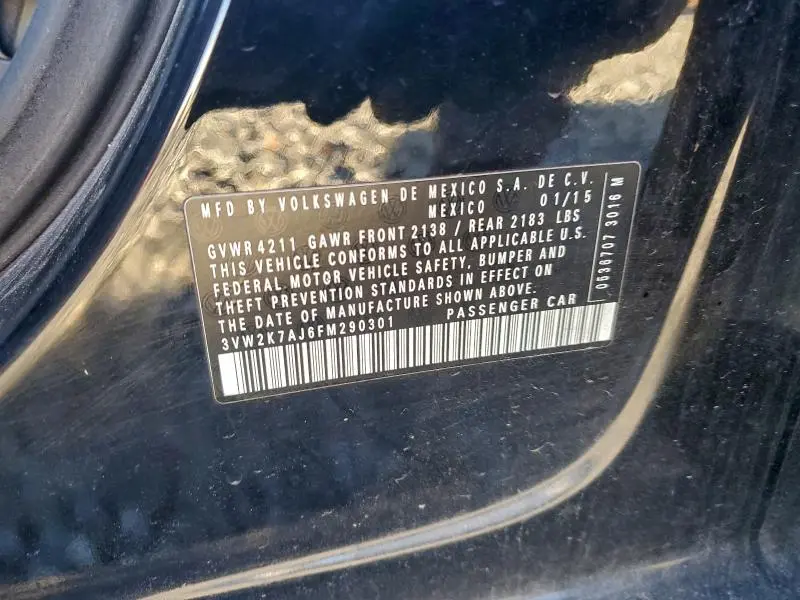 MFD BY VOLKSWAGEN DE MEXICO S.A. DE C.V.
MEXICO 01/15
GVWR 4211 GAWR FRONT 2138 / REAR 2183 LBS
THIS VEHICLE CONFORMS TO ALL APPLICABLE U.S.
FEDERAL MOTOR VEHICLE SAFETY, BUMPER AND
THEFT PREVENTION STANDARDS IN EFFECT ON
THE DATE OF MANUFACTURE SHOWN ABOVE.
3VW2K7AJ6FM290301 PASSENGER CAR
0536707 3016 M